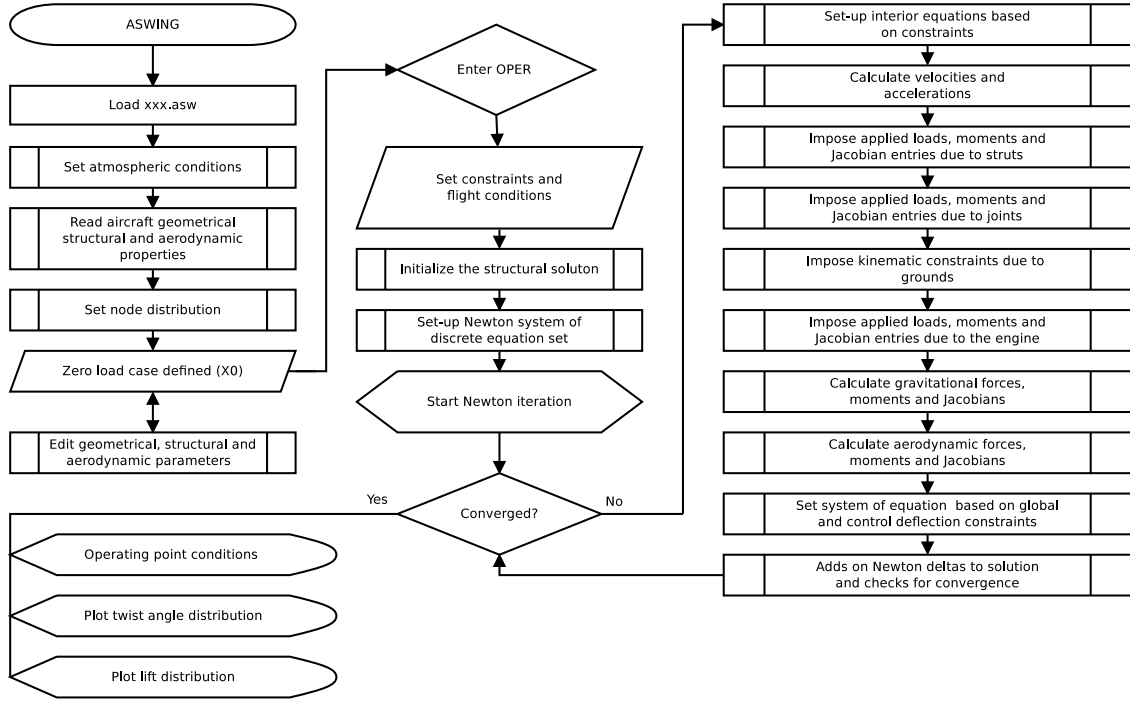 ASWING
Load xxx.asw
Set atmospheric conditions
Read aircraft geometrical
structural and aerodynamic
properties
Set node distribution
Zero load case defined (X0)
Edit geometrical, structural and
aerodynamic parameters
Enter OPER
Set constraints and
flight conditions
Initialize the structural soluton
Set-up Newton system of
discrete equation set
Start Newton iteration
Converged?
Yes
No
Operating point conditions
Plot twist angle distribution
Plot lift distribution
Set-up interior equations based
on constraints
Calculate velocities and
accelerations
Impose applied loads, moments and
Jacobian entries due to struts
Impose applied loads, moments and
Jacobian entries due to joints
Impose kinematic constraints due to
grounds
Impose applied loads, moments and
Jacobian entries due to the engine
Calculate gravitational forces,
moments and Jacobians
Calculate aerodynamic forces,
moments and Jacobians
Set system of equation based on global
and control deflection constraints
Adds on Newton deltas to solution
and checks for convergence